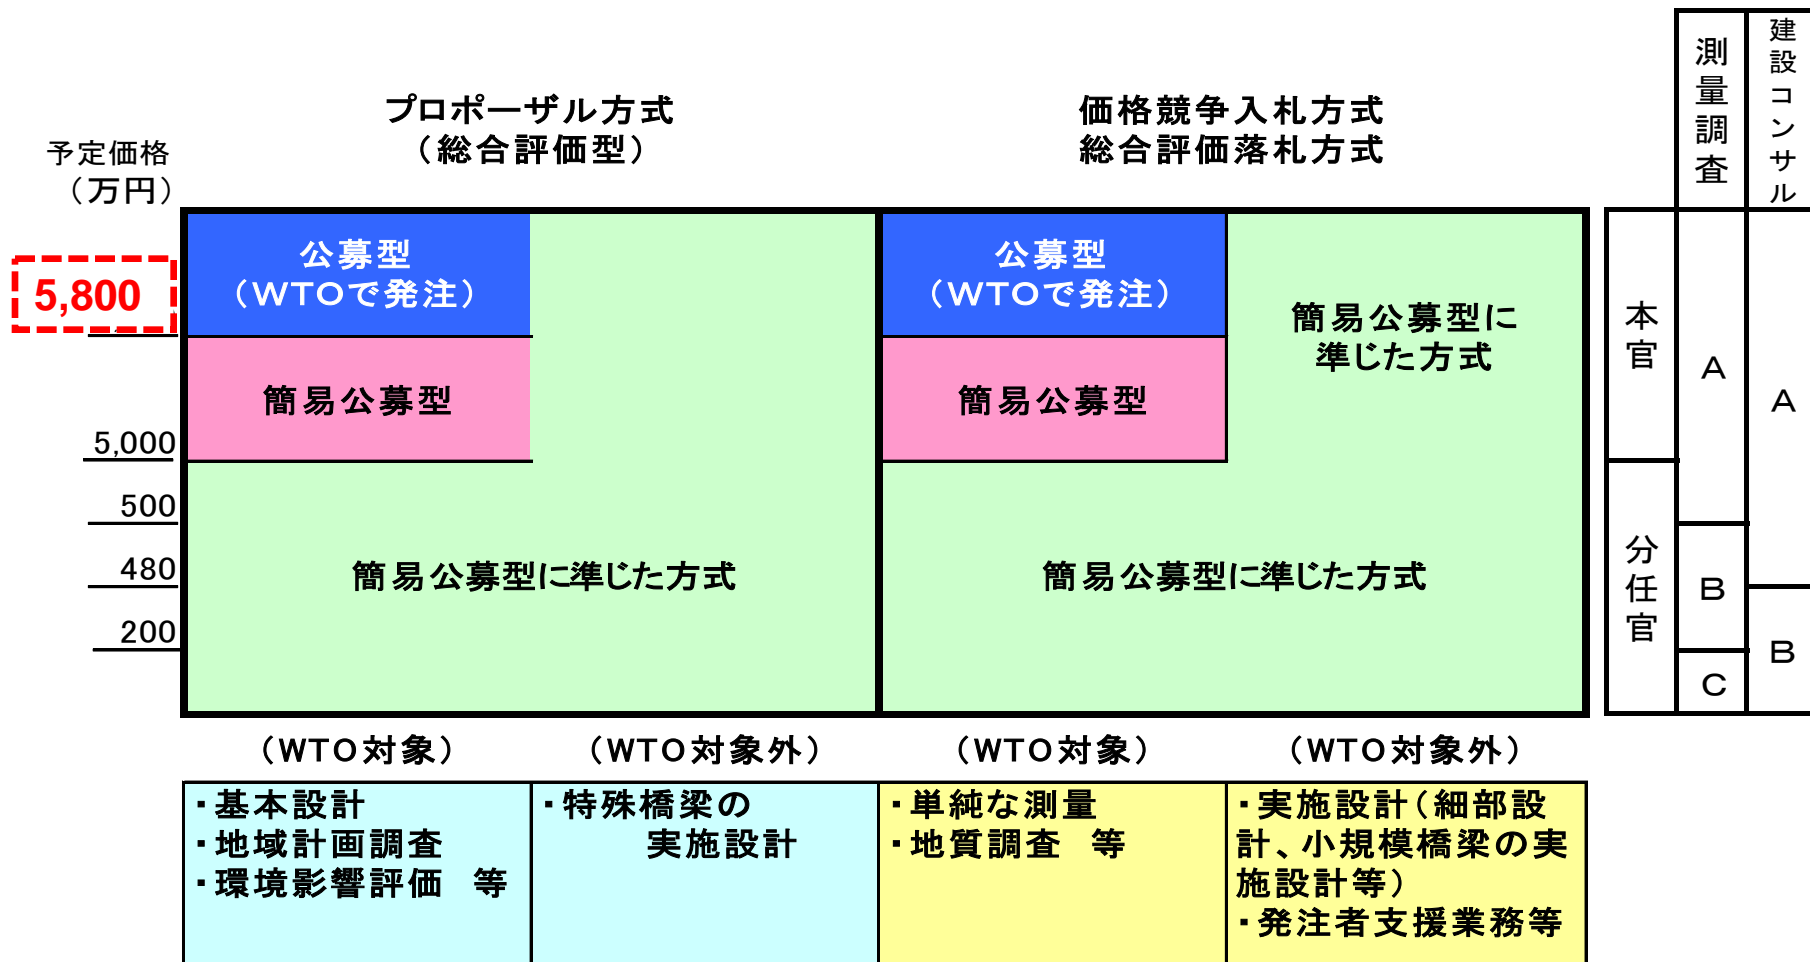 プロポーザル方式
（総合評価型）
価格競争入札方式
総合評価落札方式
測量調査
建設コンサル
予定価格
（万円）
5,800
5,000
500
480
200
公募型
（WTOで発注）
簡易公募型
簡易公募型に準じた方式
公募型
（WTOで発注）
簡易公募型
簡易公募型に
準じた方式
簡易公募型に準じた方式
本官
分任官
A
B
C
A
B
（WTO対象）
（WTO対象外）
（WTO対象）
（WTO対象外）
・基本設計
・地域計画調査
・環境影響評価　等
・特殊橋梁の
実施設計
・単純な測量
・地質調査　等
・実施設計（細部設
計、小規模橋梁の実
施設計等）
・発注者支援業務等